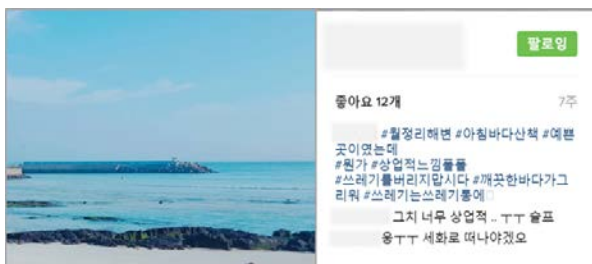 팔로잉
좋아요 12개
7주
#월정리해변 #아침바다산책 #예쁜
곳이였는데
#뭔가 #상업적느낌풀풀
#쓰레기를버리지맙시다 #깨끗한바다가그
리워 #쓰레기는쓰레기통에
그치 너무 상업적 .. ㅜㅜ 슬프
웅ㅜㅜ 세화로 떠나야겠오